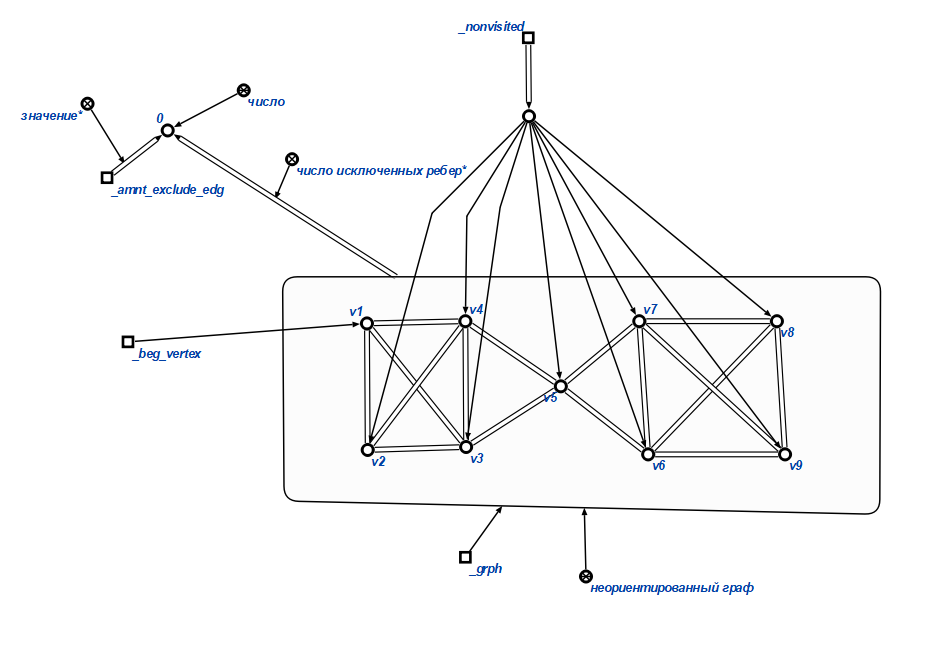 _nonvisited
число
значение*
0
число исключенных ребер*
_amnt_exclude_edg
v1
v4
v7
v8
_beg_vertex
v5
v2
v3
v6
v9
_grph
неориентированный граф